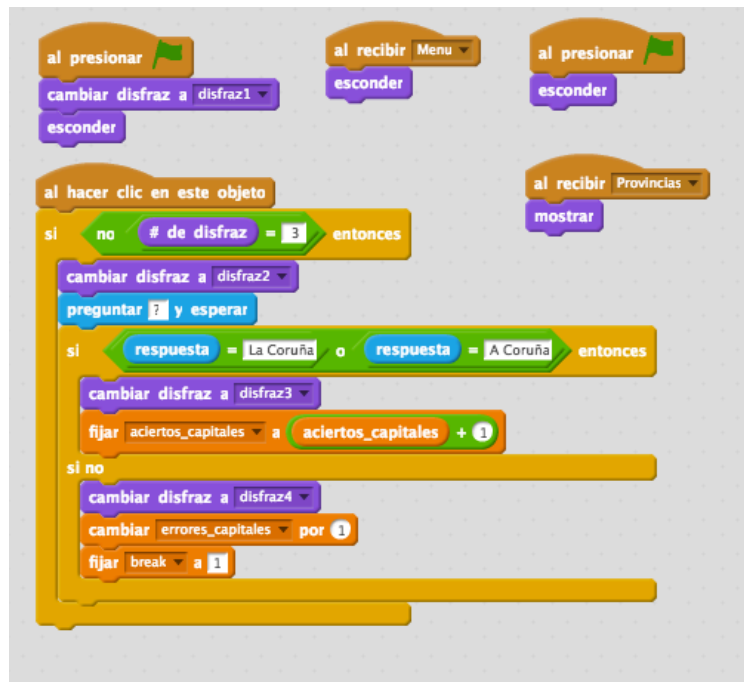 al presionar
cambiar disfraz a disfraz1
esconder
al recibir Menu
esconder
al presionar
esconder
al recibir Provincias
mostrar
al hacer clic en este objeto
si no # de disfraz = 3 entonces
cambiar disfraz a disfraz2
preguntar ? y esperar
si respuesta = La Coruña o respuesta = A Coruña entonces
cambiar disfraz a disfraz3
fijar aciertos_capitales a aciertos_capitales + 1
si no
cambiar disfraz a disfraz4
cambiar errores_capitales por 1
fijar break a 1